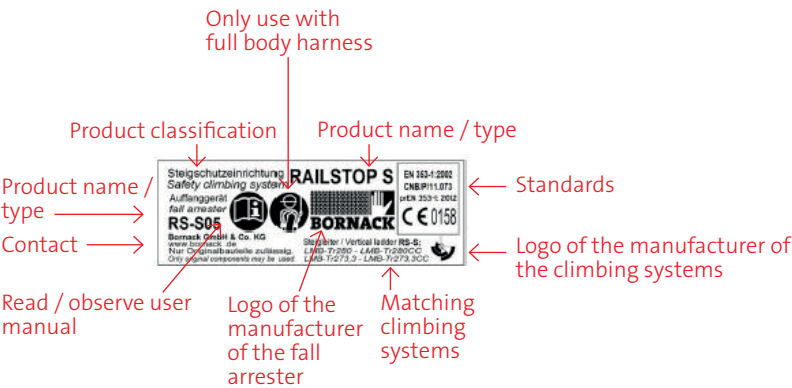 Only use with
full body harness
Product classification
Product name / type
Steigschutzeinrichtung
Safety climbing system
RAILSTOP S
EN 353-1:2002
CNB/P/11.073
prEN 353-1: 2012
CE 0158
Auffanggerät
fall arrester
RS-S05
BORNACK
Bornack GmbH & Co. KG
www.bornack.de
Nur Originalbauteile zulässig.
Only original components may be used.
Steigleiter / Vertical ladder RS-S:
LMB-Tr280 - LMB-Tr280CC
LMB-Tr273,3 - LMB-Tr273,3CC
Product name /
type
Contact
Standards
Logo of the manufacturer of
the climbing systems
Read / observe user
manual
Logo of the
manufacturer
of the fall
arrester
Matching
climbing
systems